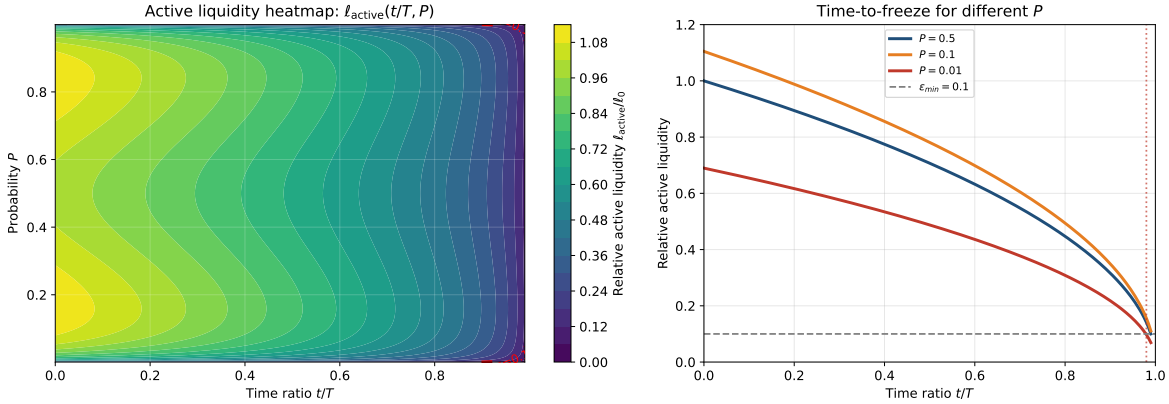 Active liquidity heatmap: ℓ_active(t/T, P)
Probability P
0.8
0.6
0.4
0.2
0.0 0.2 0.4 0.6 0.8
Time ratio t/T
1.08
0.96
0.84
0.72
0.60
0.48
0.36
0.24
0.12
0.00
Relative active liquidity ℓ_active/ℓ_0
Time-to-freeze for different P
Relative active liquidity
1.2
1.0
0.8
0.6
0.4
0.2
0.0
0.0 0.2 0.4 0.6 0.8 1.0
Time ratio t/T
P = 0.5
P = 0.1
P = 0.01
ε_min = 0.1